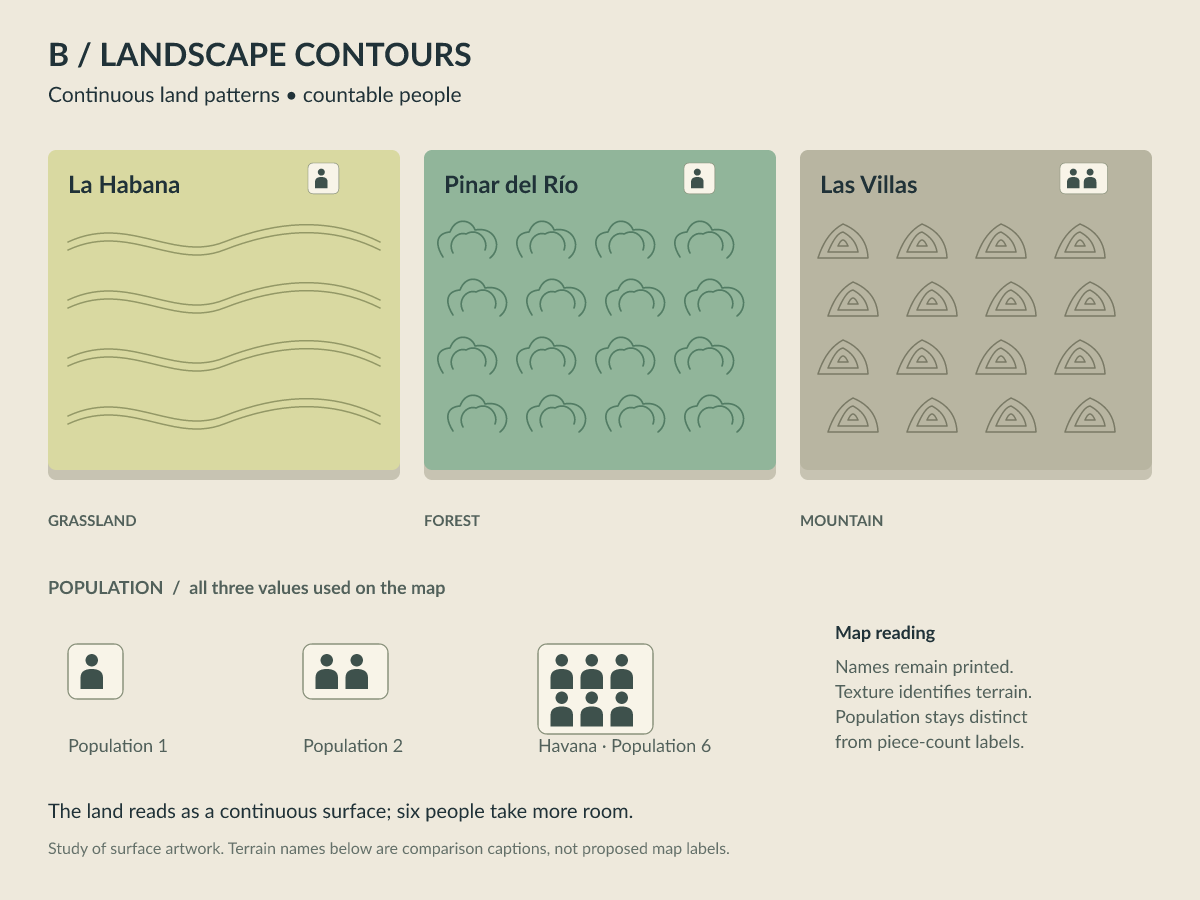 B / LANDSCAPE CONTOURS
Continuous land patterns • countable people
La Habana
Pinar del Río
Las Villas
GRASSLAND
FOREST
MOUNTAIN
POPULATION / all three values used on the map
Population 1
Population 2
Havana · Population 6
Map reading
Names remain printed.
Texture identifies terrain.
Population stays distinct
from piece-count labels.
The land reads as a continuous surface; six people take more room.
Study of surface artwork. Terrain names below are comparison captions, not proposed map labels.